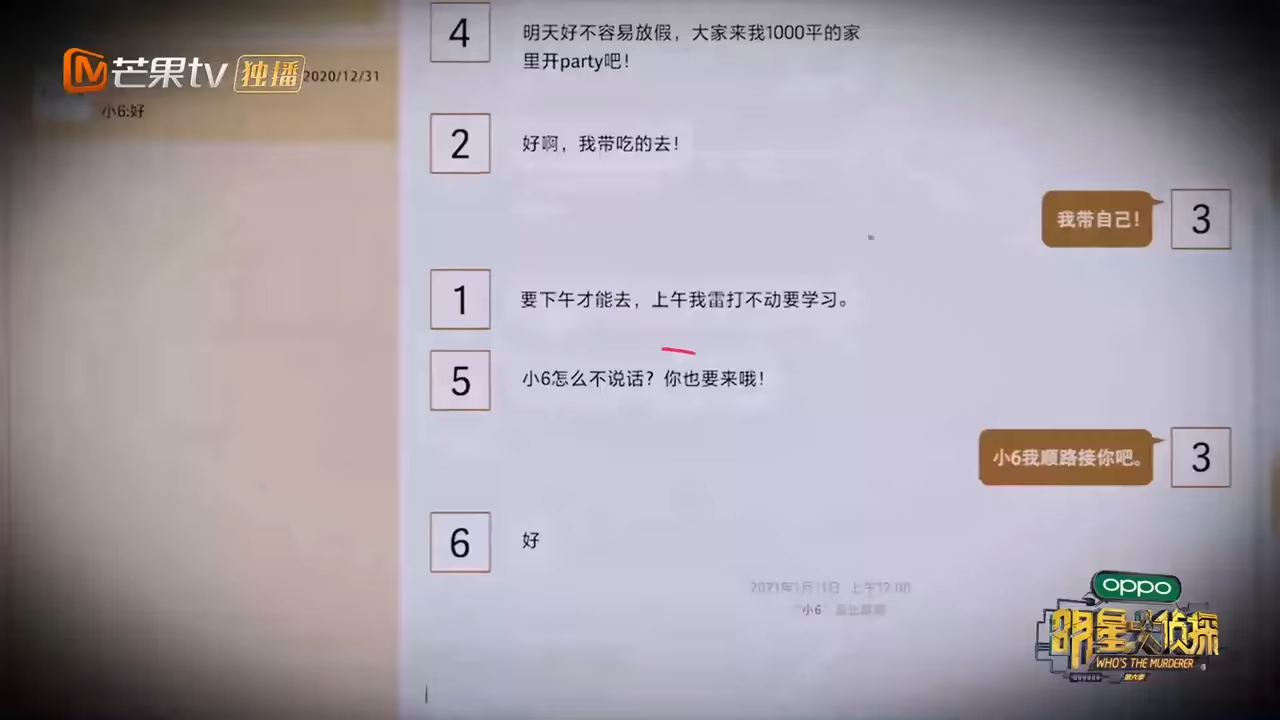 芒果tv 独播
2020/12/31
小6:好
4
明天好不容易放假，大家来我1000平的家
里开party吧！
2
好啊，我带吃的去！
我带自己！
3
1
要下午才能去，上午我雷打不动要学习。
5
小6怎么不说话？你也要来哦！
小6我顺路接你吧。
3
6
好
"小6"
oppo
明星大侦探
WHO'S THE MURDERER
第六季